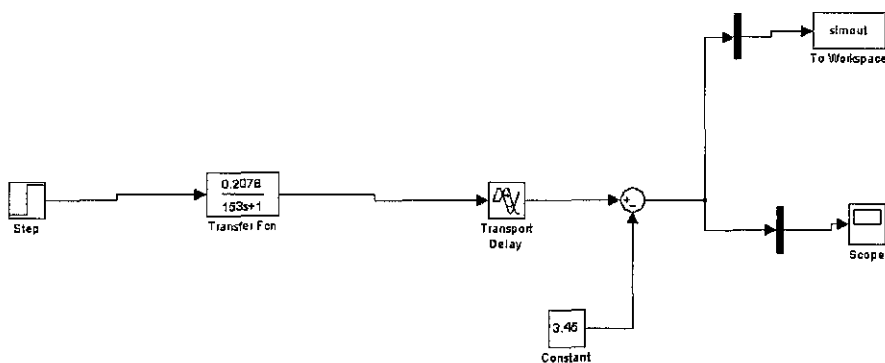 simout
To Workspace
Step
0.2078
153s+1
Transfer Fcn
Transport
Delay
+
-
Scope
3.45
Constant